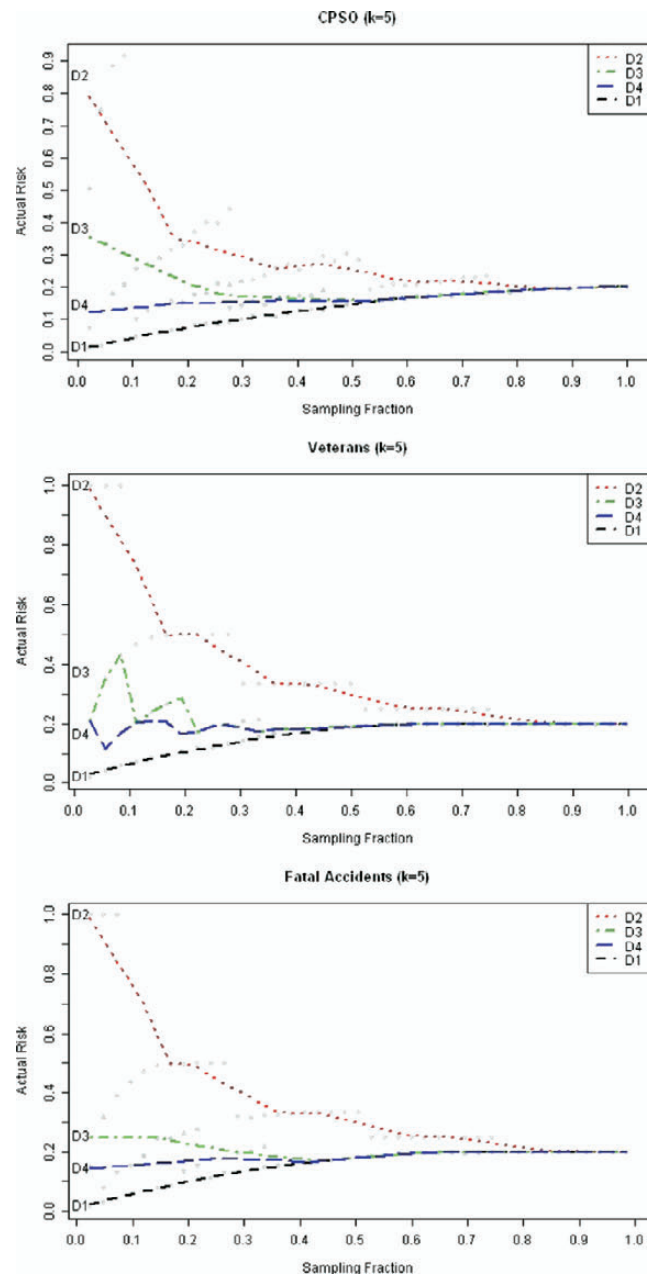 CPSO (k=5)
Actual Risk
0.0 0.1 0.2 0.3 0.4 0.5 0.6 0.7 0.8 0.9
D2
D3
D4
D1
D2
D3
D4
D1
0.0 0.1 0.2 0.3 0.4 0.5 0.6 0.7 0.8 0.9 1.0
Sampling Fraction
Veterans (k=5)
Actual Risk
0.0 0.2 0.4 0.6 0.8 1.0
D2
D3
D4
D1
D2
D3
D4
D1
0.0 0.1 0.2 0.3 0.4 0.5 0.6 0.7 0.8 0.9 1.0
Sampling Fraction
Fatal Accidents (k=5)
Actual Risk
0.0 0.2 0.4 0.6 0.8 1.0
D2
D3
D4
D1
D2
D3
D4
D1
0.0 0.1 0.2 0.3 0.4 0.5 0.6 0.7 0.8 0.9 1.0
Sampling Fraction